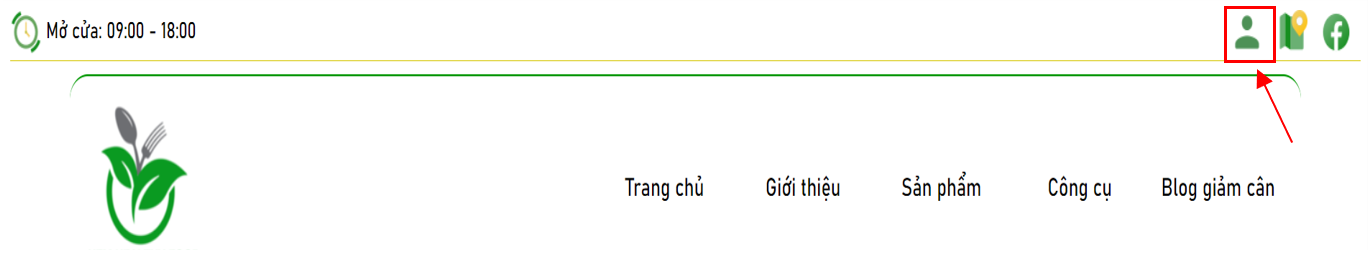 Mở cửa: 09:00 - 18:00
Trang chủ Giới thiệu Sản phẩm Công cụ Blog giảm cân